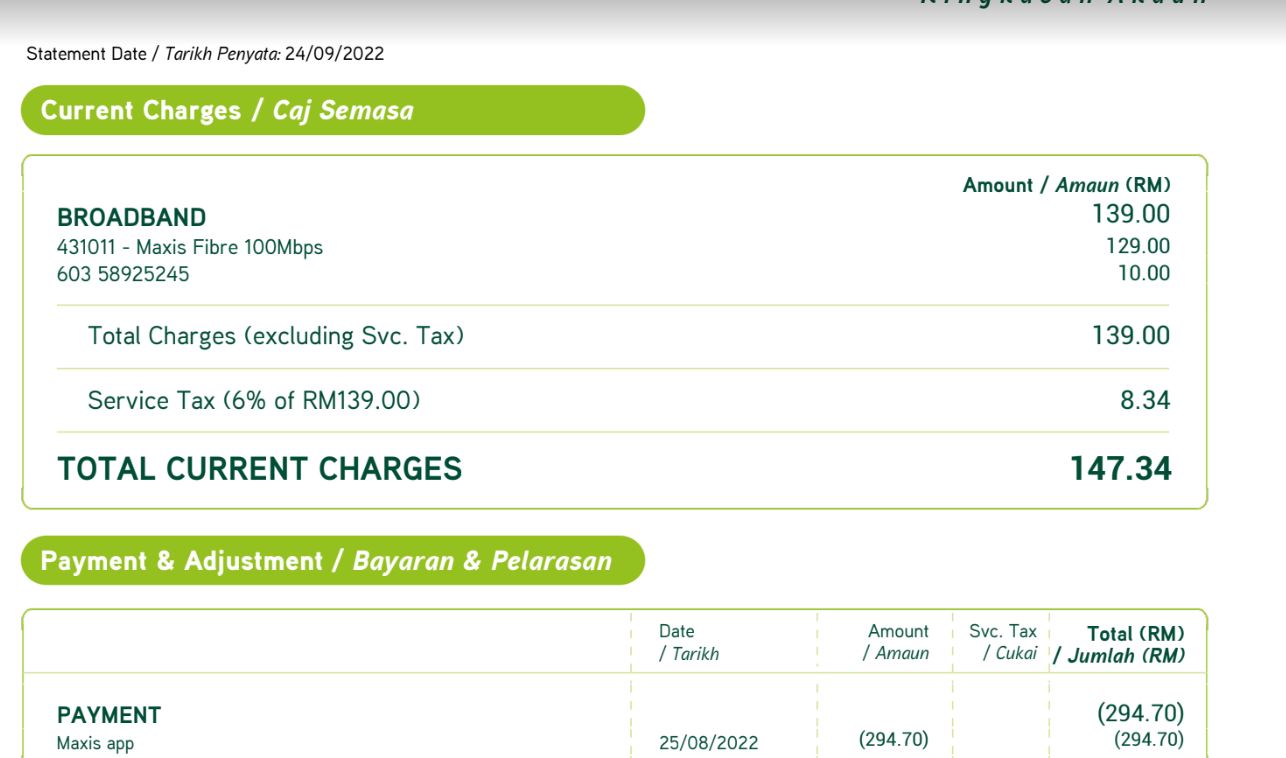 Statement Date / Tarikh Penyata: 24/09/2022
Current Charges / Caj Semasa
Amount / Amaun (RM)
BROADBAND 139.00
431011 - Maxis Fibre 100Mbps 129.00
603 58925245 10.00
Total Charges (excluding Svc. Tax) 139.00
Service Tax (6% of RM139.00) 8.34
TOTAL CURRENT CHARGES 147.34
Payment & Adjustment / Bayaran & Pelarasan
Date Amount Svc. Tax Total (RM)
/ Tarikh / Amaun / Cukai / Jumlah (RM)
PAYMENT (294.70)
Maxis app 25/08/2022 (294.70) (294.70)